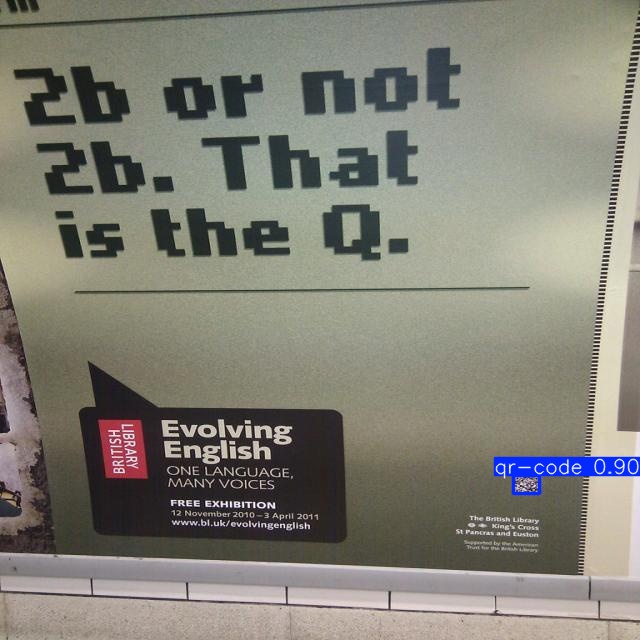 2b or not
2b. That
is the Q.
BRITISH
LIBRARY
Evolving
English
ONE LANGUAGE,
MANY VOICES
FREE EXHIBITION
12 November 2010 – 3 April 2011
www.bl.uk/evolvingenglish
qr-code 0.90
The British Library
King's Cross
St Pancras and Euston
Supported by the American
Trust for the British Library